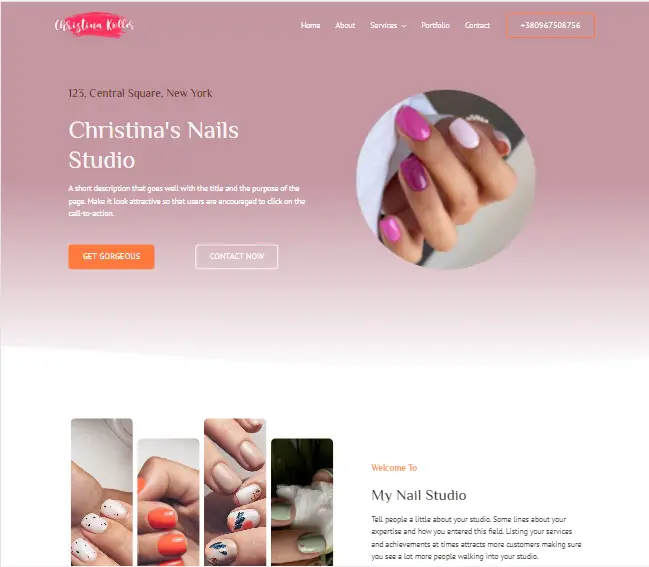 Christina Koller
Home
About
Services
Portfolio
Contact
+380967508756
123, Central Square, New York
Christina's Nails
Studio
A short description that goes well with the title and the purpose of the
page. Make it look attractive so that users are encouraged to click on the
call-to-action.
GET GORGEOUS
CONTACT NOW
Welcome To
My Nail Studio
Tell people a little about your studio. Some lines about your
expertise and how you entered this field. Listing your services
and achievements at times attracts more customers making sure
you see a lot more people walking into your studio.